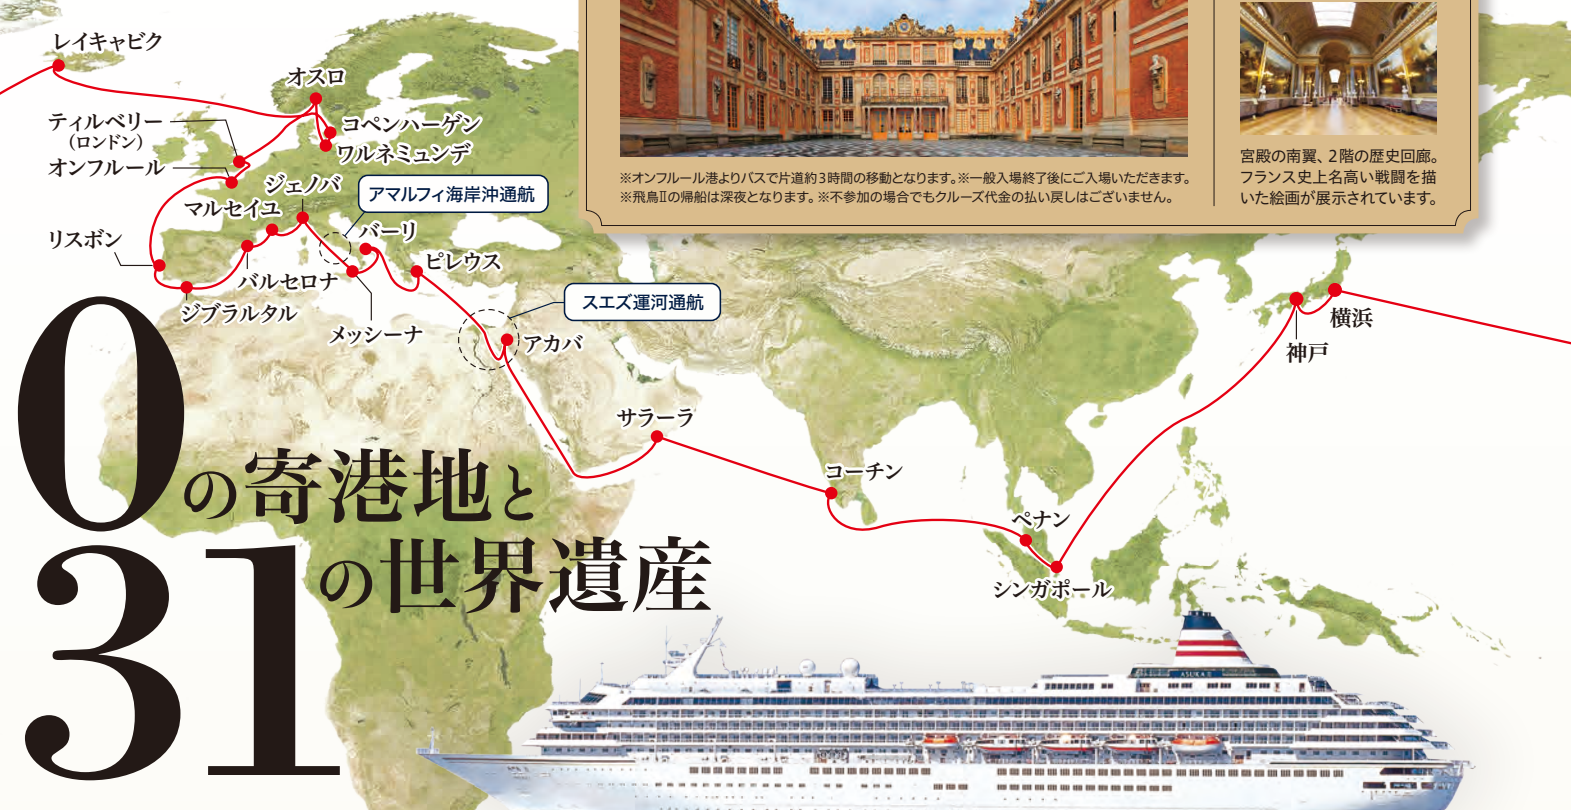 レイキャビク
オスロ
ティルベリー
（ロンドン）
オンフルール
コペンハーゲン
ワルネミュンデ
ジェノバ
マルセイユ
アマルフィ海岸沖通航
リスボン
バーリ
ピレウス
バルセロナ
ジブラルタル
メッシーナ
スエズ運河通航
アカバ
サラーラ
コーチン
ペナン
シンガポール
神戸
横浜
※オンフルール港よりバスで片道約3時間の移動となります。※一般入場終了後にご入場いただきます。
※飛鳥Ⅱの帰船は深夜となります。※不参加の場合でもクルーズ代金の払い戻しはございません。
宮殿の南翼、2階の歴史回廊。
フランス史上名高い戦闘を描
いた絵画が展示されています。
0の寄港地と
31の世界遺産
ASUKA Ⅱ